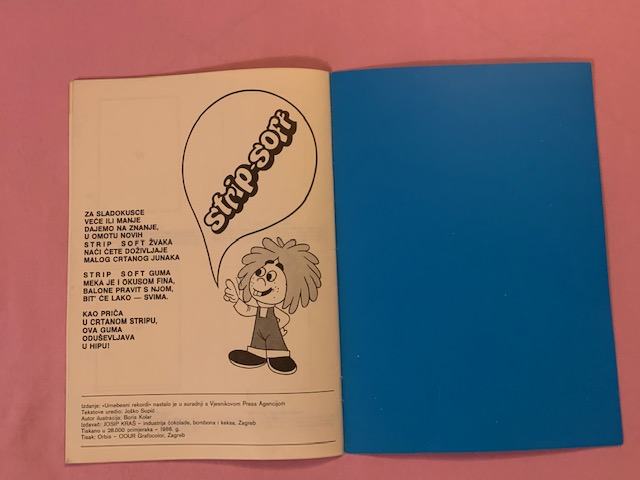 strip-soft
ZA SLADOKUSCE
VEĆE ILI MANJE
DAJEMO NA ZNANJE,
U OMOTU NOVIH
STRIP SOFT ŽVAKA
NAĆI ĆETE DOŽIVLJAJE
MALOG CRTANOG JUNAKA
STRIP SOFT GUMA
MEKA JE I OKUSOM FINA,
BALONE PRAVIT S NJOM,
BIT' ĆE LAKO — SVIMA.
KAO PRIČA
U CRTANOM STRIPU,
OVA GUMA
ODUŠEVLJAVA
U HIPU!
Izdanje: »Urnebesni rekordi« nastalo je u suradnji s Vjesnikovom Press Agencijom
Tekstove uredio: Joško Supić
Autor ilustracija: Boris Kolar
Izdavač: JOSIP KRAŠ – industrija čokolade, bombona i keksa, Zagreb
Tiskano u 28.000 primjeraka – 1986. g.
Tisak: Orbis – OOUR Grafocolor, Zagreb